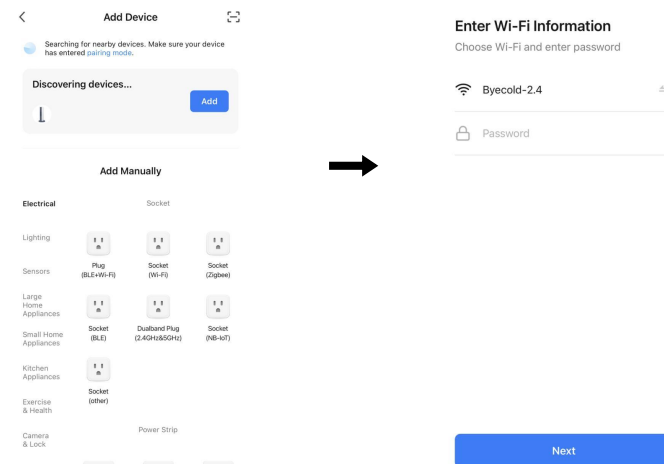 Add Device
Searching for nearby devices. Make sure your device
has entered pairing mode.
Discovering devices...
Add
Add Manually
Electrical
Lighting
Sensors
Large
Home
Appliances
Small Home
Appliances
Kitchen
Appliances
Exercise
& Health
Camera
& Lock
Socket
Plug
(BLE+Wi-Fi)
Socket
(Wi-Fi)
Socket
(Zigbee)
Socket
(BLE)
Dualband Plug
(2.4GHz&5GHz)
Socket
(NB-IoT)
Socket
(other)
Power Strip
Enter Wi-Fi Information
Choose Wi-Fi and enter password
Byecold-2.4
Password
Next